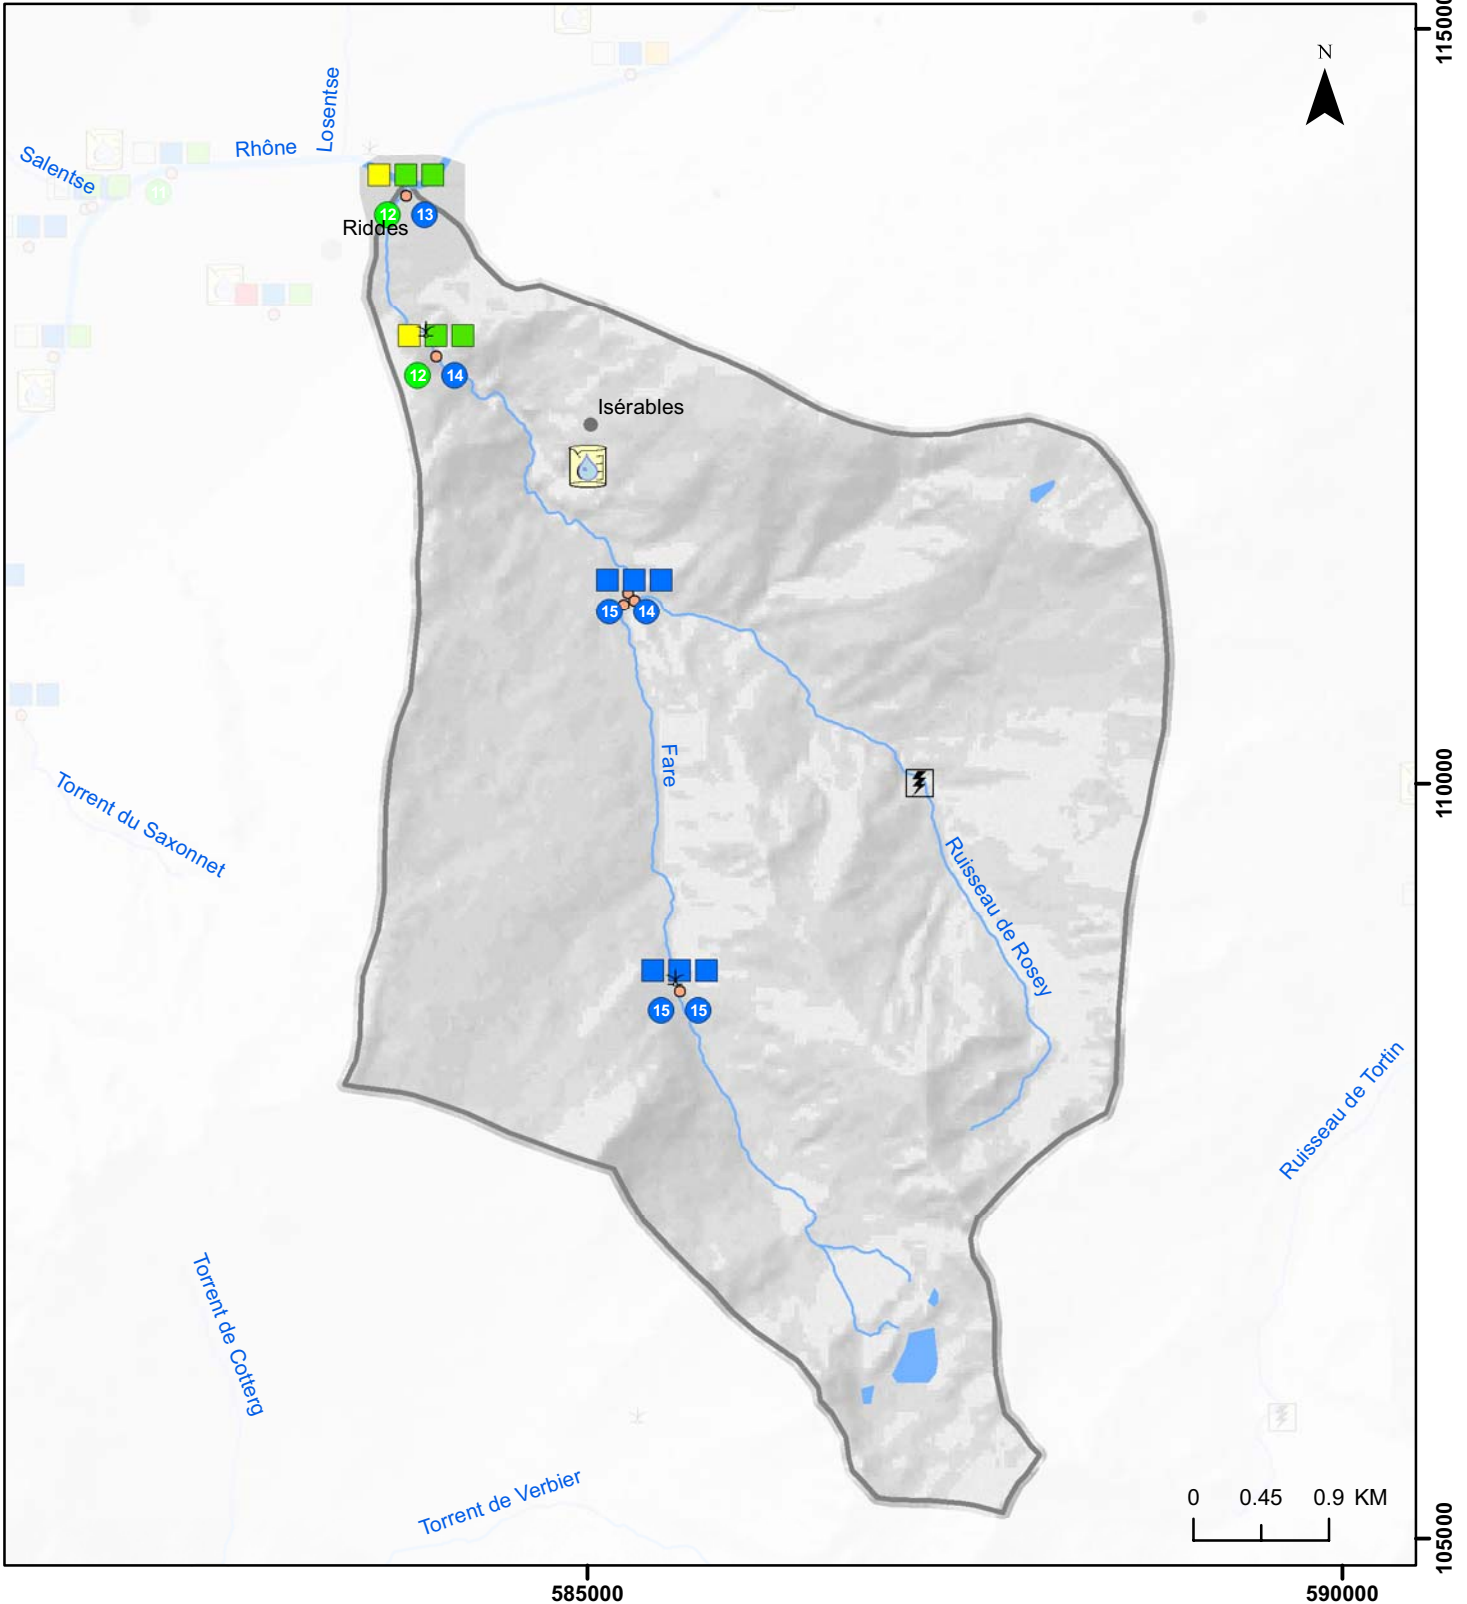 115000
N
Losentse
Rhône
Salentse
11
12
13
Riddes
12
14
Isérables
15
14
Fare
110000
Torrent du Saxonnet
Ruisseau de Rosey
15
15
Ruisseau de Tortin
Torrent de Cotterg
Torrent de Verbier
0
0.45
0.9 KM
105000
585000
590000